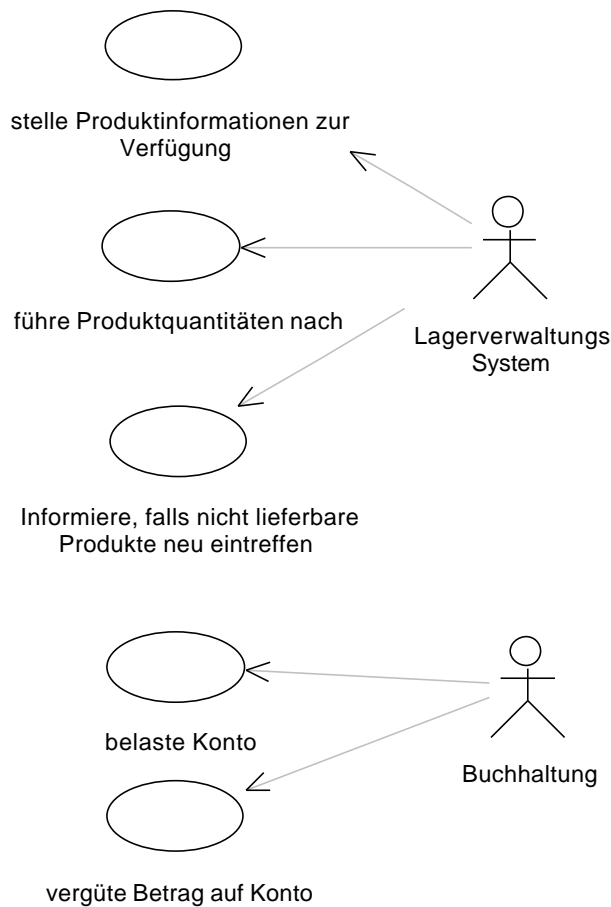 stelle Produktinformationen zur
Verfügung
führe Produktquantitäten nach
Lagerverwaltungs
System
Informiere, falls nicht lieferbare
Produkte neu eintreffen
belaste Konto
Buchhaltung
vergüte Betrag auf Konto